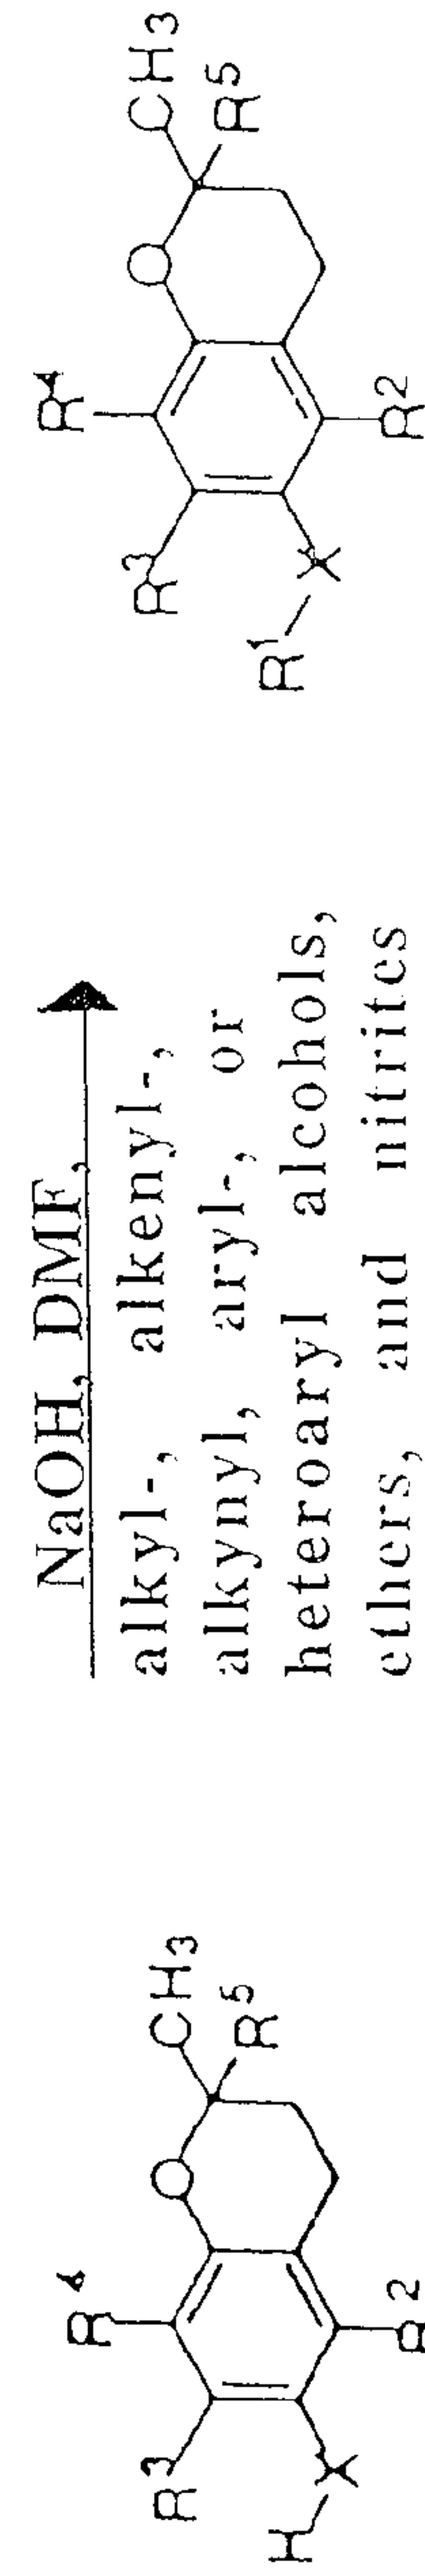 R4
O
CH3
R3
R5
H
X
R2
NaOH, DMF,
alkyl-, alkenyl-,
alkynyl, aryl-, or
heteroaryl alcohols,
ethers, and nitrites
R4
O
CH3
R3
R5
R1
X
R2